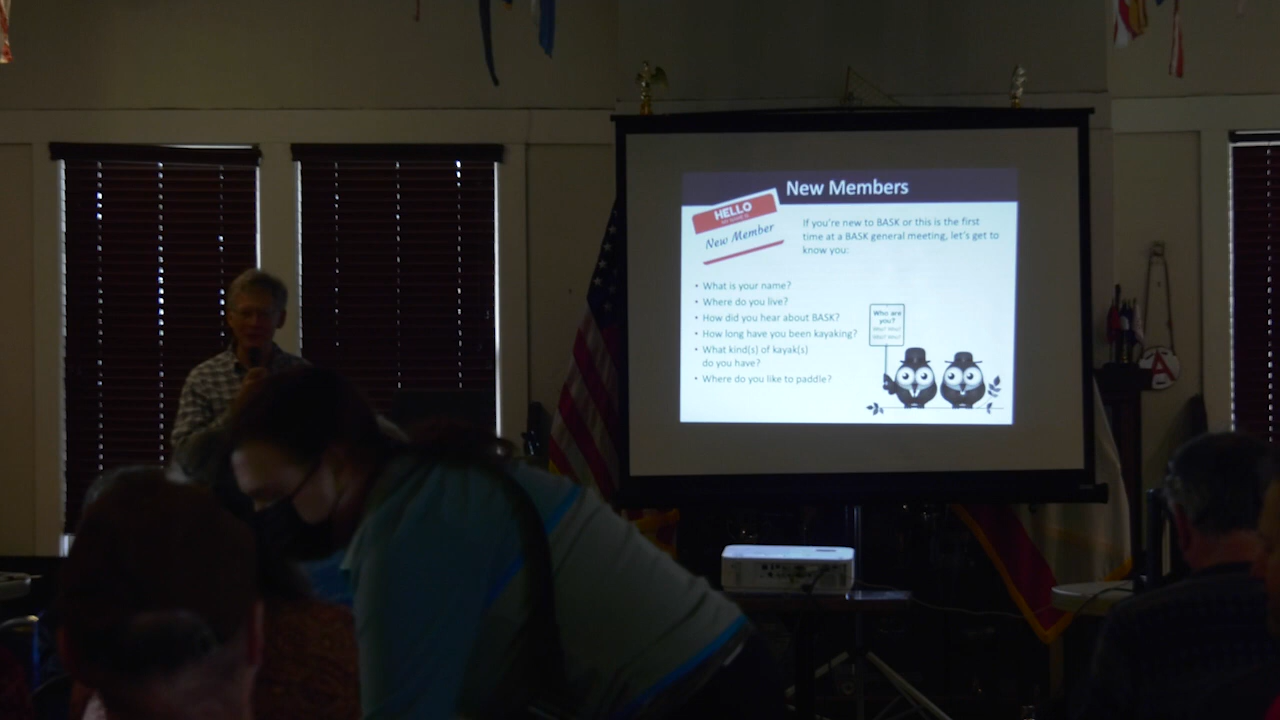 New Members
HELLO
New Member
If you're new to BASK or this is the first
time at a BASK general meeting, let's get to
know you:
• What is your name?
• Where do you live?
• How did you hear about BASK?
• How long have you been kayaking?
• What kind(s) of kayak(s)
do you have?
• Where do you like to paddle?
Who are
you?
A